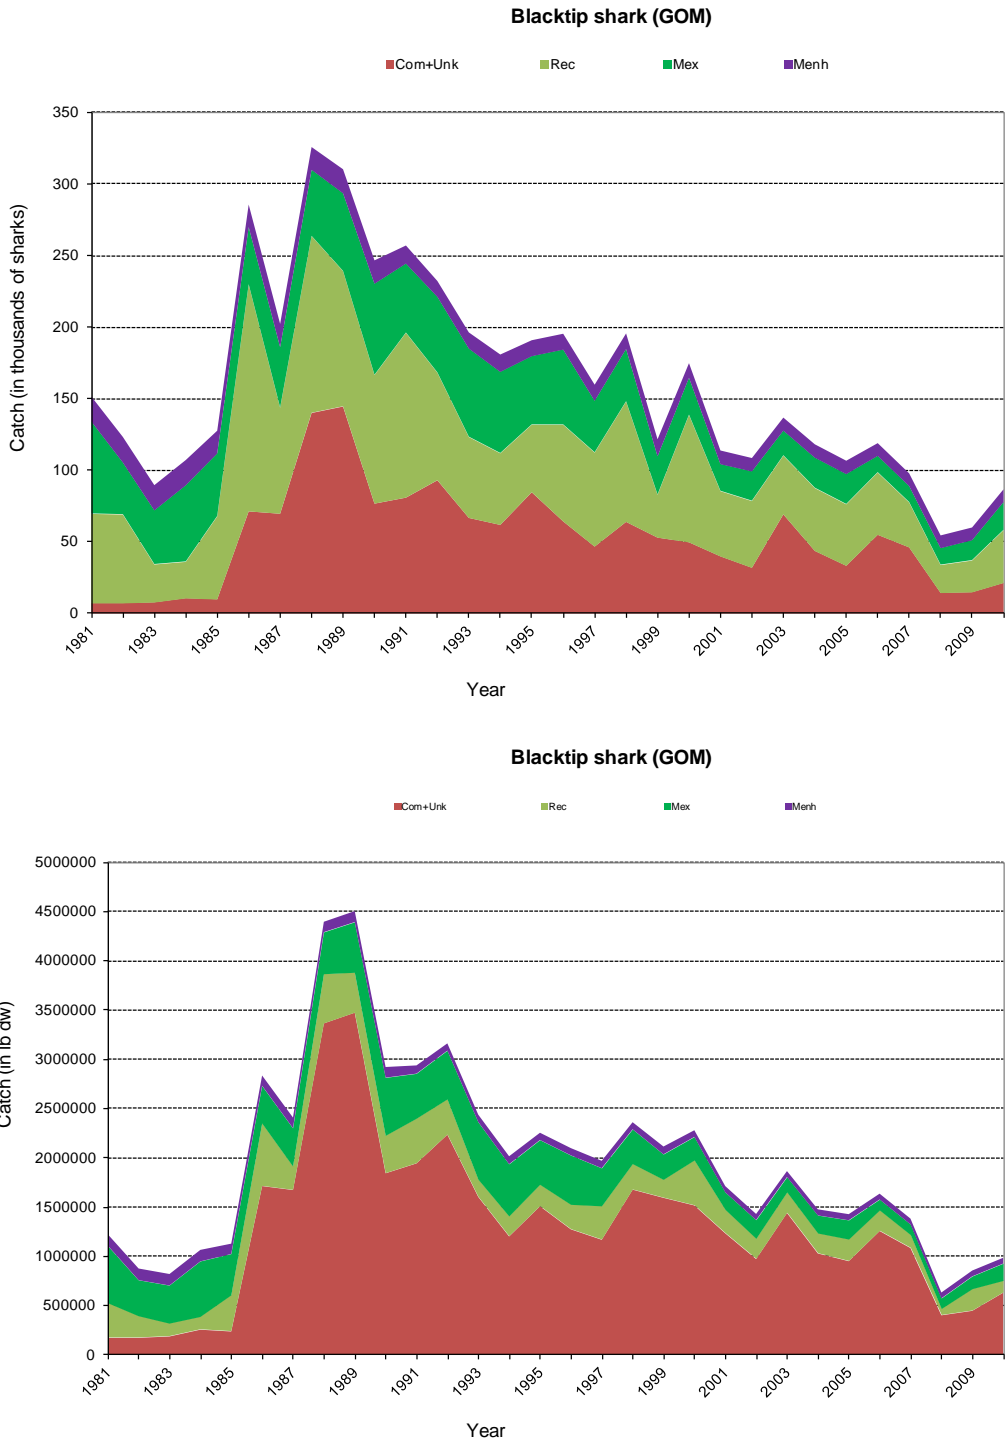 Blacktip shark (GOM)
Com+Unk Rec Mex Menh
350
300
250
200
150
100
50
0
Catch (in thousands of sharks)
1981 1983 1985 1987 1989 1991 1993 1995 1997 1999 2001 2003 2005 2007 2009
Year
Blacktip shark (GOM)
Com+Unk Rec Mex Menh
5000000
4500000
4000000
3500000
3000000
2500000
2000000
1500000
1000000
500000
0
Catch (in lb dw)
1981 1983 1985 1987 1989 1991 1993 1995 1997 1999 2001 2003 2005 2007 2009
Year